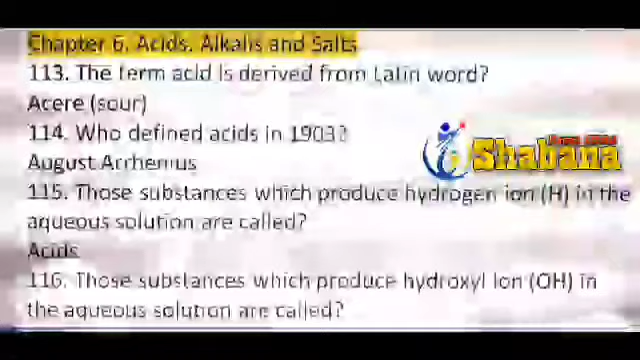 Chapter 6. Acids. Alkalis and Salts
113. The term acid is derived from Latin word?
Acere (sour)
114. Who defined acids in 1903?
August Arrhenius
115. Those substances which produce hydrogen ion (H) in the
aqueous solution are called?
Acids
116. Those substances which produce hydroxyl ion (OH) in
the aqueous solution are called?
Shabana